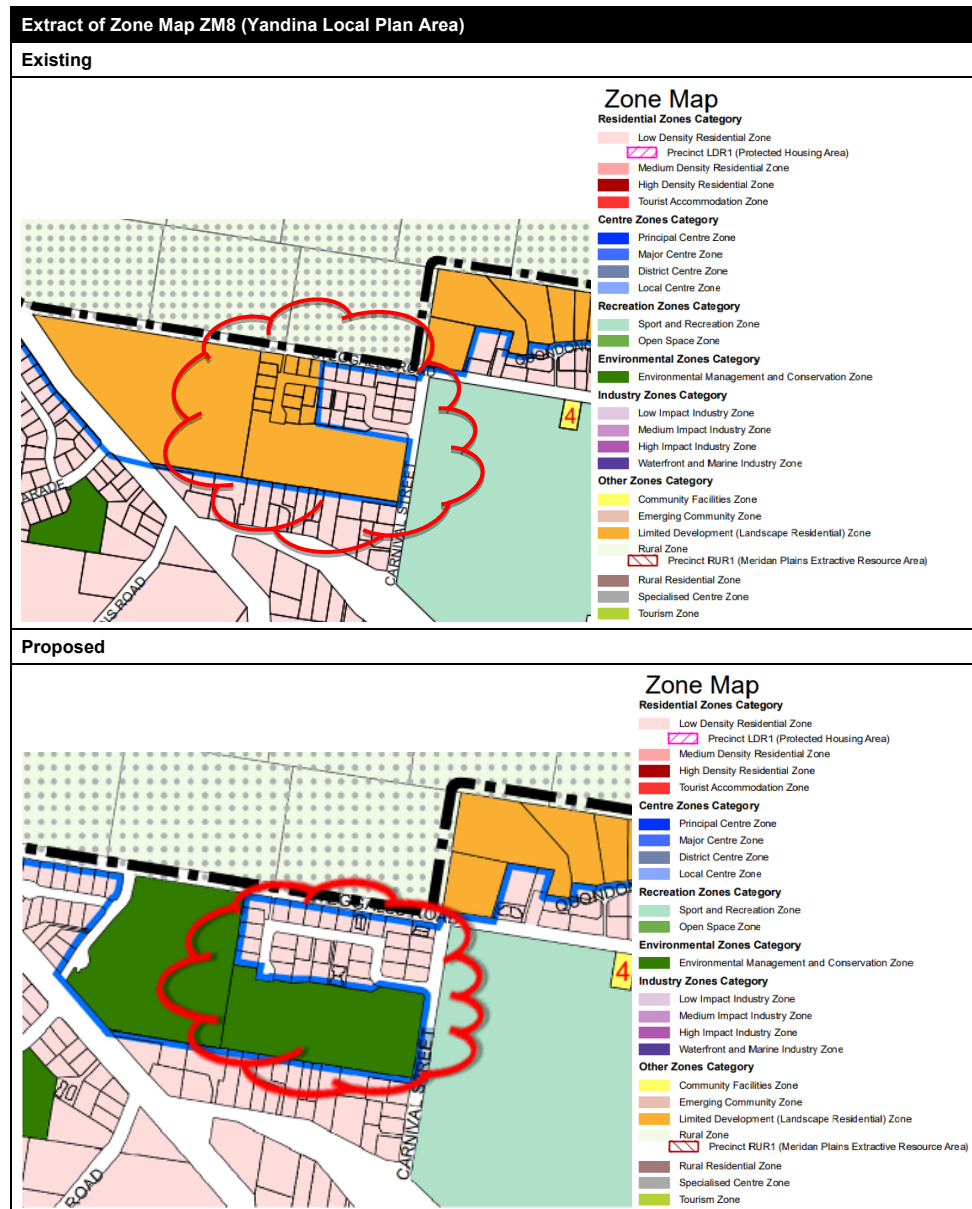 Extract of Zone Map ZM8 (Yandina Local Plan Area)
Existing
Zone Map
Residential Zones Category
Low Density Residential Zone
Precinct LDR1 (Protected Housing Area)
Medium Density Residential Zone
High Density Residential Zone
Tourist Accommodation Zone
Centre Zones Category
Principal Centre Zone
Major Centre Zone
District Centre Zone
Local Centre Zone
Recreation Zones Category
Sport and Recreation Zone
Open Space Zone
Environmental Zones Category
Environmental Management and Conservation Zone
Industry Zones Category
Low Impact Industry Zone
Medium Impact Industry Zone
High Impact Industry Zone
Waterfront and Marine Industry Zone
Other Zones Category
Community Facilities Zone
Emerging Community Zone
Limited Development (Landscape Residential) Zone
Rural Zone
Precinct RUR1 (Meridan Plains Extractive Resource Area)
Rural Residential Zone
Specialised Centre Zone
Tourism Zone
ROAD
QUONDONG
4
ARADE
CARNIVAL STREET
IS ROAD
Proposed
Zone Map
Residential Zones Category
Low Density Residential Zone
Precinct LDR1 (Protected Housing Area)
Medium Density Residential Zone
High Density Residential Zone
Tourist Accommodation Zone
Centre Zones Category
Principal Centre Zone
Major Centre Zone
District Centre Zone
Local Centre Zone
Recreation Zones Category
Sport and Recreation Zone
Open Space Zone
Environmental Zones Category
Environmental Management and Conservation Zone
Industry Zones Category
Low Impact Industry Zone
Medium Impact Industry Zone
High Impact Industry Zone
Waterfront and Marine Industry Zone
Other Zones Category
Community Facilities Zone
Emerging Community Zone
Limited Development (Landscape Residential) Zone
Rural Zone
Precinct RUR1 (Meridan Plains Extractive Resource Area)
Rural Residential Zone
Specialised Centre Zone
Tourism Zone
EGGALLS ROAD
QUONDO
4
CARNIVAL STREET
ROAD